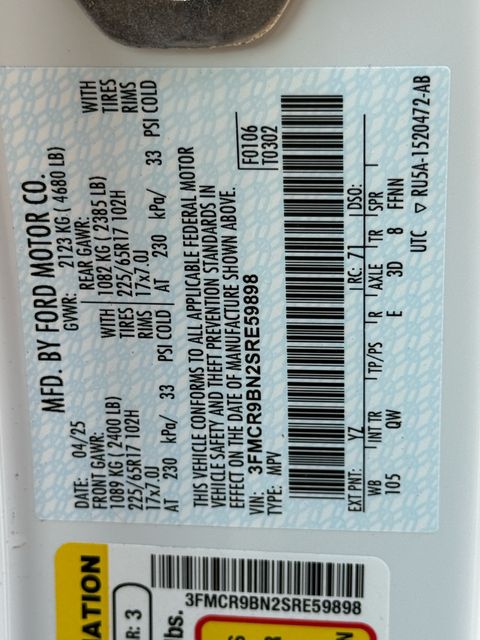 MFD. BY FORD MOTOR CO.
DATE: 04/25
GVWR: 2123 KG ( 4680 LB)
FRONT GAWR:
1089 KG ( 2400 LB)
225/65R17 102H
17x7.0J
AT 230 kPa/ 33
WITH
TIRES
RIMS
PSI COLD
REAR GAWR:
1082 KG ( 2385 LB)
225/65R17 102H
17x7.0J
AT 230 kPa/ 33
WITH
TIRES
RIMS
PSI COLD
THIS VEHICLE CONFORMS TO ALL APPLICABLE FEDERAL MOTOR
VEHICLE SAFETY AND THEFT PREVENTION STANDARDS IN
EFFECT ON THE DATE OF MANUFACTURE SHOWN ABOVE.
VIN: 3FMCR9BN2SRE59898
TYPE: MPV
F0106
T0302
EXT PNT: YZ RC: 71 DSO:
WB INT TR TP/PS R AXLE TR SPR
105 QW E 3D 8 FFNN
UTC ▽ RU5A-1520472-AB
ATION
R: 3
lbs.
3FMCR9BN2SRE59898